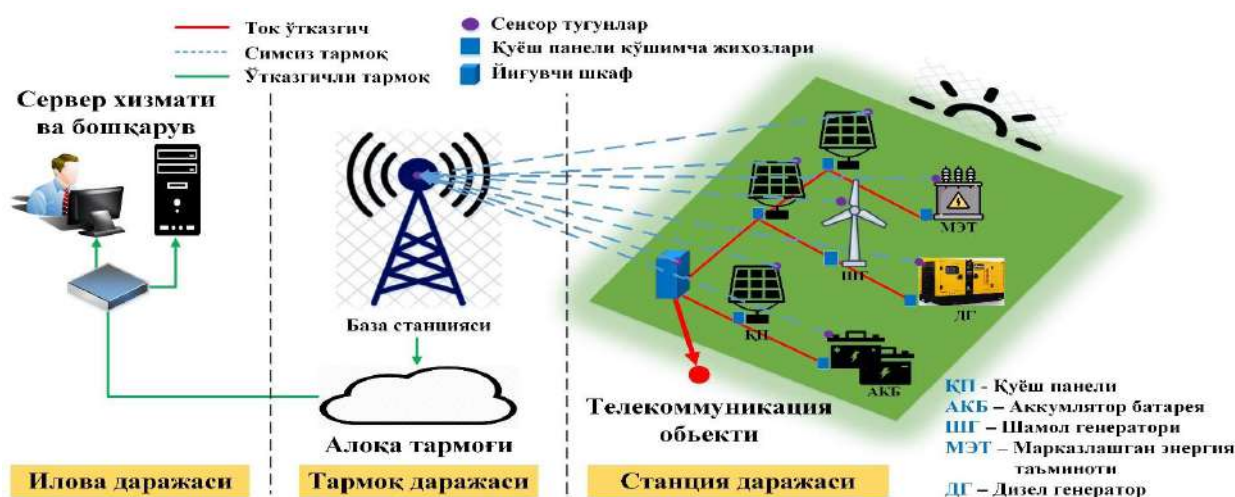 Ток ўтказгич
Симсиз тармоқ
Ўтказгичли тармоқ
Сенсор тугунлар
Қуёш панели қўшимча жихозлари
Йиғувчи шкаф
Сервер хизмати
ва бошқарув
База станцияси
Алоқа тармоғи
МЭТ
ШГ
ДГ
ҚП
АКБ
Телекоммуникация
обьекти
ҚП - Қуёш панели
АКБ – Аккумлятор батарея
ШГ – Шамол генератори
МЭТ – Марказлашган энергия
таъминоти
ДГ – Дизел генератор
Илова даражаси
Тармоқ даражаси
Станция даражаси